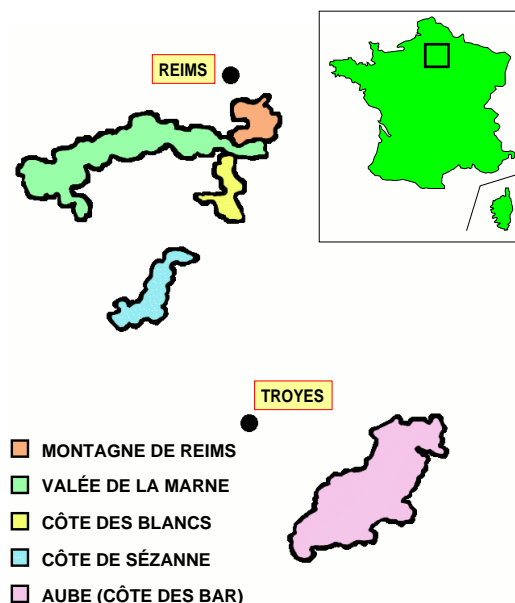 REIMS
TROYES
MONTAGNE DE REIMS
VALÉE DE LA MARNE
CÔTE DES BLANCS
CÔTE DE SÉZANNE
AUBE (CÔTE DES BAR)